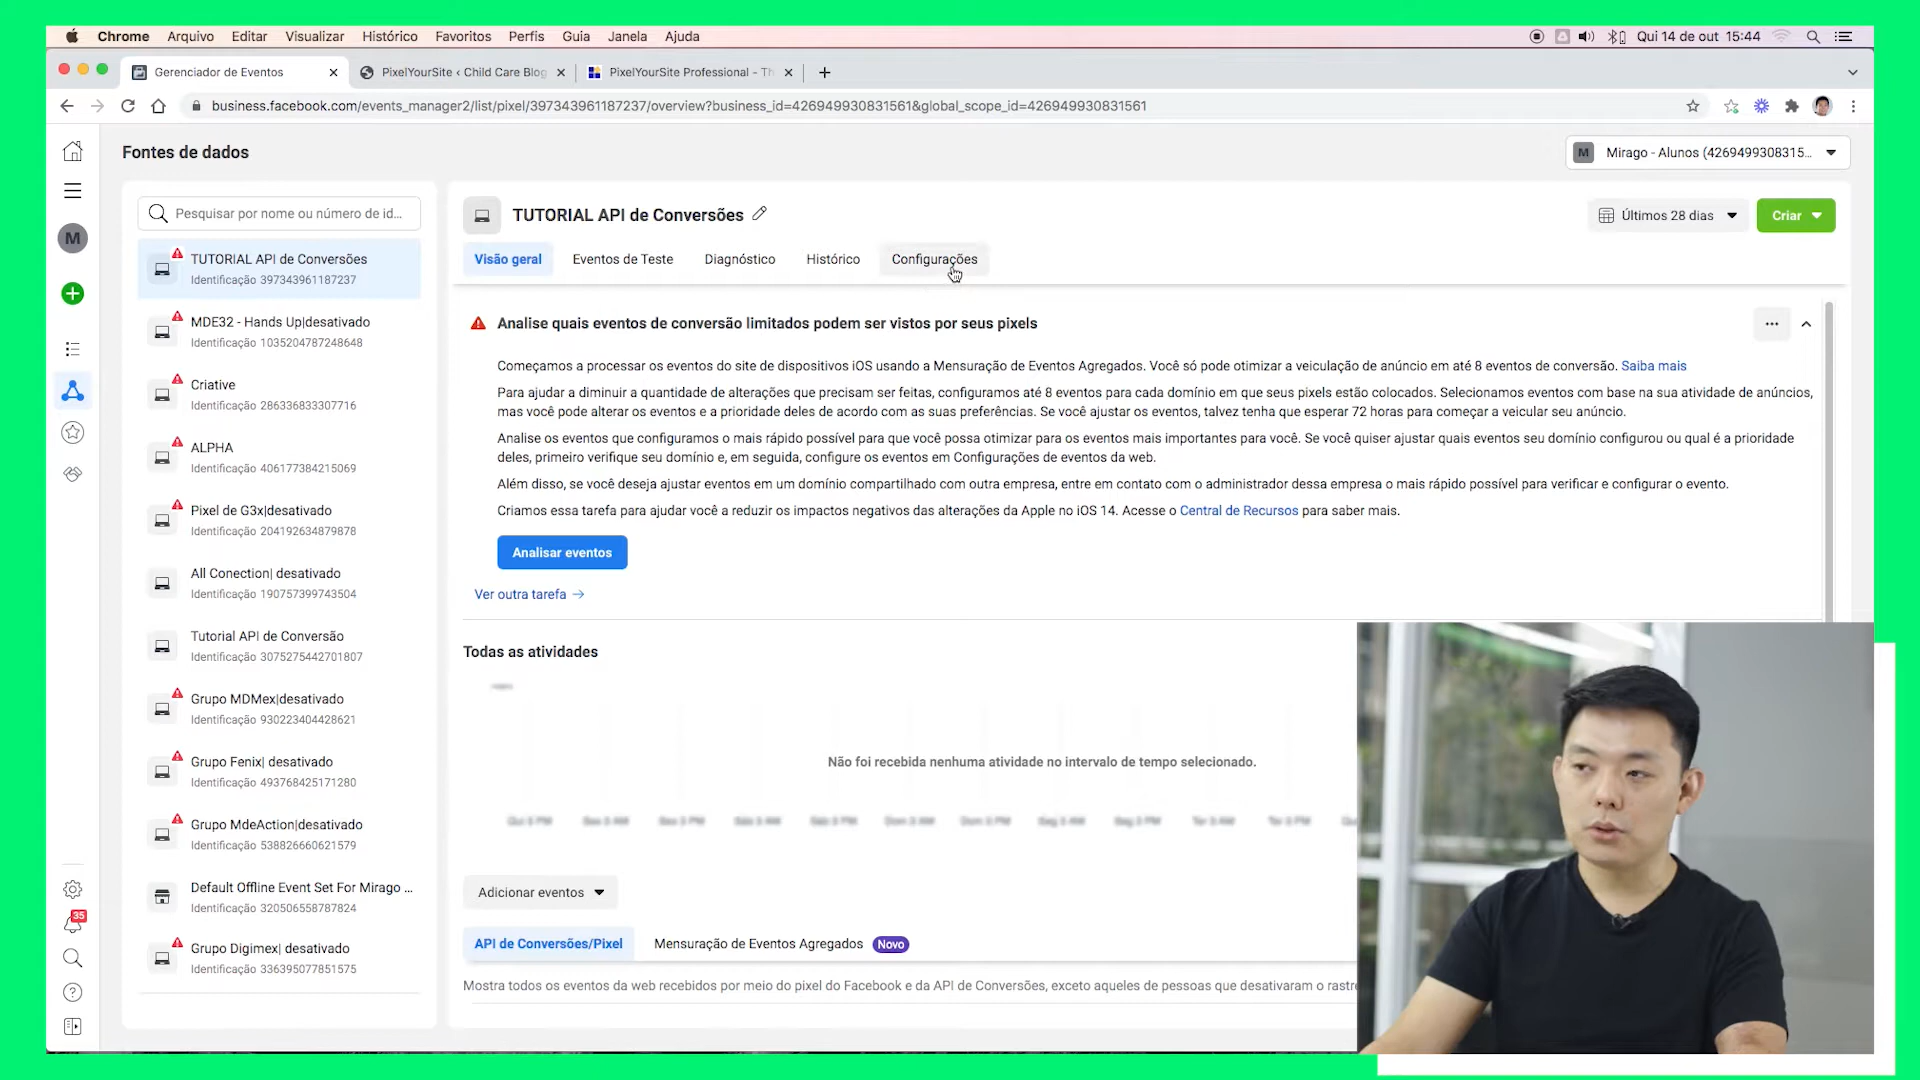 Chrome Arquivo Editar Visualizar Histórico Favoritos Perfis Guia Janela Ajuda Qui 14 de out 15:44
Gerenciador de Eventos PixelYourSite ‹ Child Care Blog PixelYourSite Professional - Th
business.facebook.com/events_manager2/list/pixel/397343961187237/overview?business_id=426949930831561&global_scope_id=426949930831561
Fontes de dados
M Mirago - Alunos (4269499308315...
M
35
Pesquisar por nome ou número de id...
TUTORIAL API de Conversões
Identificação 397343961187237
MDE32 - Hands Up|desativado
Identificação 1035204787248648
Criative
Identificação 286336833307716
ALPHA
Identificação 406177384215069
Pixel de G3x|desativado
Identificação 204192634879878
All Conection| desativado
Identificação 190757399743504
Tutorial API de Conversão
Identificação 3075275442701807
Grupo MDMex|desativado
Identificação 930223404428621
Grupo Fenix| desativado
Identificação 493768425171280
Grupo MdeAction|desativado
Identificação 538826660621579
Default Offline Event Set For Mirago ...
Identificação 320506558787824
Grupo Digimex| desativado
Identificação 336395077851575
TUTORIAL API de Conversões
Últimos 28 dias
Criar
Visão geral Eventos de Teste Diagnóstico Histórico Configurações
Analise quais eventos de conversão limitados podem ser vistos por seus pixels
Começamos a processar os eventos do site de dispositivos iOS usando a Mensuração de Eventos Agregados. Você só pode otimizar a veiculação de anúncio em até 8 eventos de conversão. Saiba mais
Para ajudar a diminuir a quantidade de alterações que precisam ser feitas, configuramos até 8 eventos para cada domínio em que seus pixels estão colocados. Selecionamos eventos com base na sua atividade de anúncios,
mas você pode alterar os eventos e a prioridade deles de acordo com as suas preferências. Se você ajustar os eventos, talvez tenha que esperar 72 horas para começar a veicular seu anúncio.
Analise os eventos que configuramos o mais rápido possível para que você possa otimizar para os eventos mais importantes para você. Se você quiser ajustar quais eventos seu domínio configurou ou qual é a prioridade
deles, primeiro verifique seu domínio e, em seguida, configure os eventos em Configurações de eventos da web.
Além disso, se você deseja ajustar eventos em um domínio compartilhado com outra empresa, entre em contato com o administrador dessa empresa o mais rápido possível para verificar e configurar o evento.
Criamos essa tarefa para ajudar você a reduzir os impactos negativos das alterações da Apple no iOS 14. Acesse o Central de Recursos para saber mais.
Analisar eventos
Ver outra tarefa →
Todas as atividades
Não foi recebida nenhuma atividade no intervalo de tempo selecionado.
Adicionar eventos
API de Conversões/Pixel Mensuração de Eventos Agregados Novo
Mostra todos os eventos da web recebidos por meio do pixel do Facebook e da API de Conversões, exceto aqueles de pessoas que desativaram o rastre